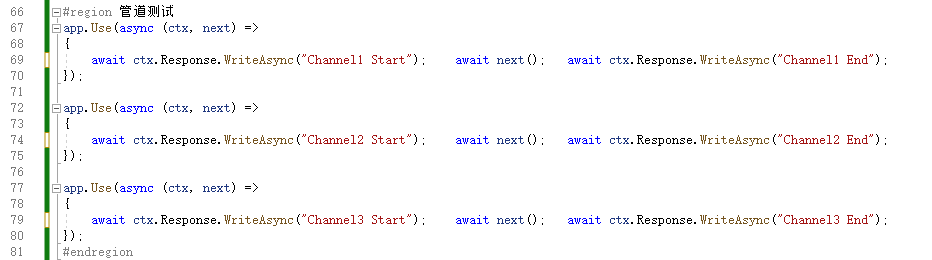 66 #region 管道测试
67 app.Use(async (ctx, next) =>
68 {
69 await ctx.Response.WriteAsync("Channel1 Start"); await next(); await ctx.Response.WriteAsync("Channel1 End");
70 });
71
72 app.Use(async (ctx, next) =>
73 {
74 await ctx.Response.WriteAsync("Channel2 Start"); await next(); await ctx.Response.WriteAsync("Channel2 End");
75 });
76
77 app.Use(async (ctx, next) =>
78 {
79 await ctx.Response.WriteAsync("Channel3 Start"); await next(); await ctx.Response.WriteAsync("Channel3 End");
80 });
81 #endregion